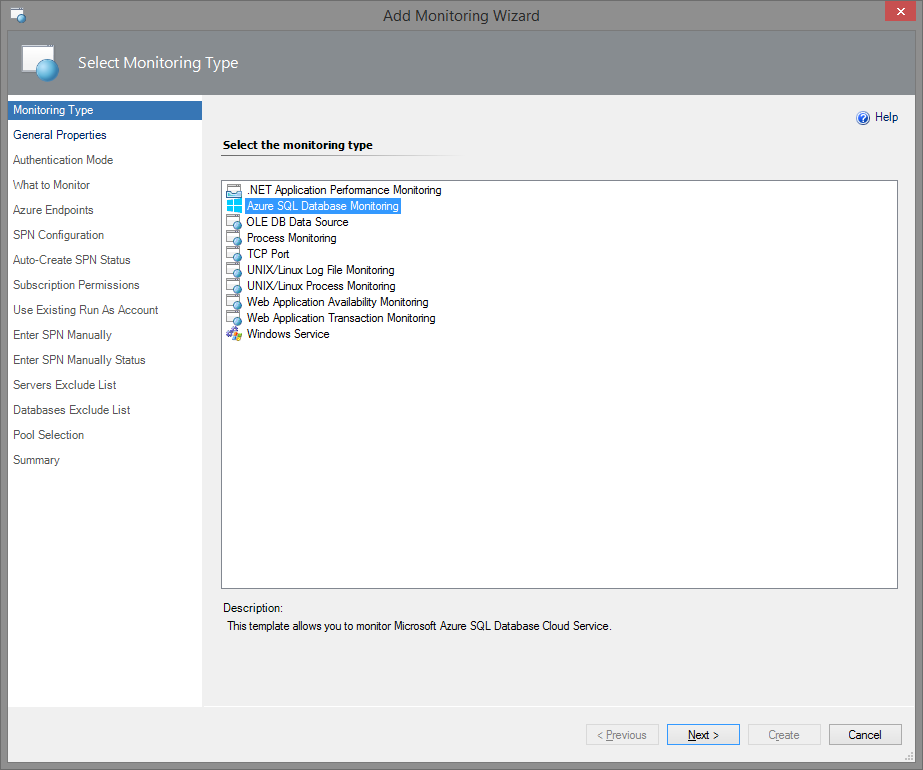 Add Monitoring Wizard
Select Monitoring Type
Monitoring Type
General Properties
Authentication Mode
What to Monitor
Azure Endpoints
SPN Configuration
Auto-Create SPN Status
Subscription Permissions
Use Existing Run As Account
Enter SPN Manually
Enter SPN Manually Status
Servers Exclude List
Databases Exclude List
Pool Selection
Summary
Help
Select the monitoring type
.NET Application Performance Monitoring
Azure SQL Database Monitoring
OLE DB Data Source
Process Monitoring
TCP Port
UNIX/Linux Log File Monitoring
UNIX/Linux Process Monitoring
Web Application Availability Monitoring
Web Application Transaction Monitoring
Windows Service
Description:
This template allows you to monitor Microsoft Azure SQL Database Cloud Service.
< Previous
Next >
Create
Cancel